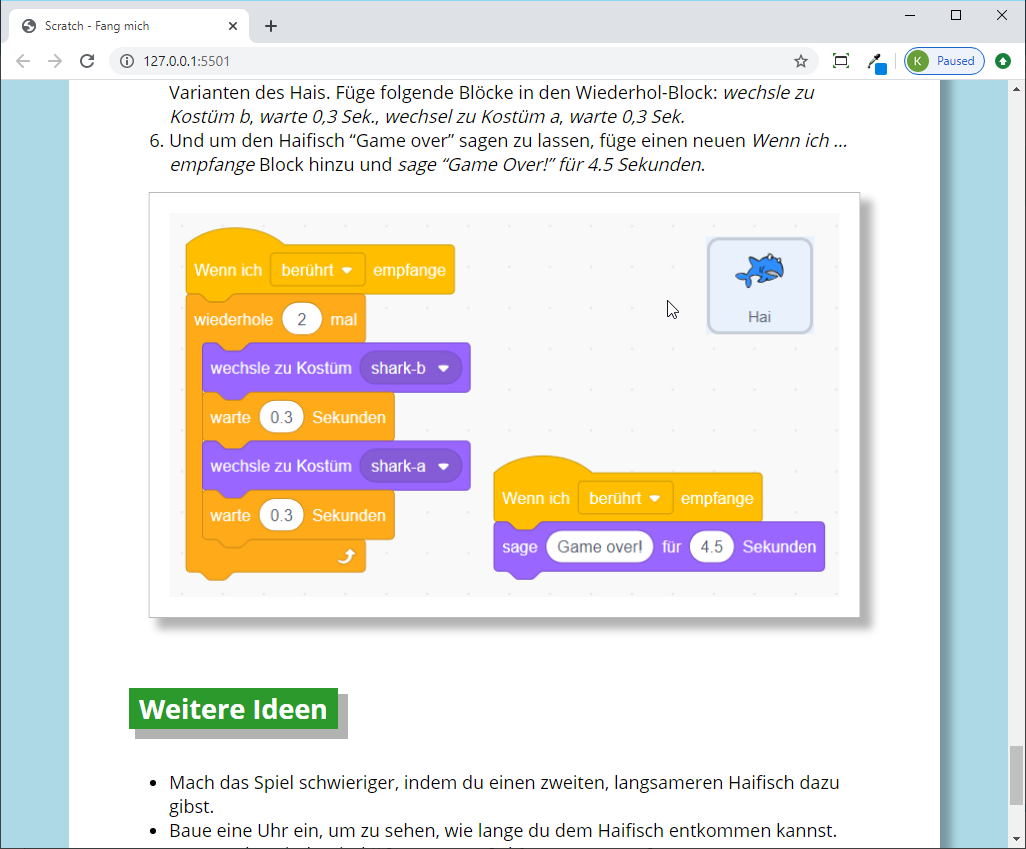 Scratch - Fang mich
127.0.0.1:5501
K Paused
Varianten des Hais. Füge folgende Blöcke in den Wiederhol-Block: wechsle zu
Kostüm b, warte 0,3 Sek., wechsel zu Kostüm a, warte 0,3 Sek.
6. Und um den Haifisch “Game over” sagen zu lassen, füge einen neuen Wenn ich ...
empfange Block hinzu und sage “Game Over!” für 4.5 Sekunden.
Wenn ich berührt empfange
wiederhole 2 mal
wechsle zu Kostüm shark-b
warte 0.3 Sekunden
wechsle zu Kostüm shark-a
warte 0.3 Sekunden
Hai
Wenn ich berührt empfange
sage Game over! für 4.5 Sekunden
Weitere Ideen
• Mach das Spiel schwieriger, indem du einen zweiten, langsameren Haifisch dazu
gibst.
• Baue eine Uhr ein, um zu sehen, wie lange du dem Haifisch entkommen kannst.